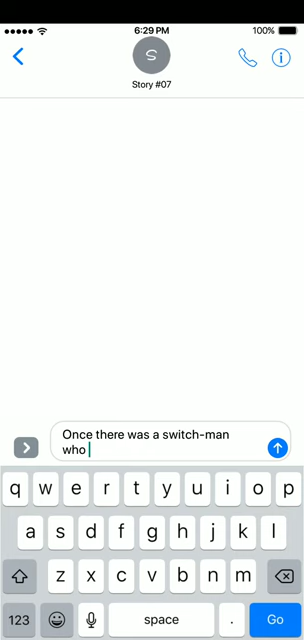 6:29 PM
100%
S
Story #07
Once there was a switch-man
who
q w e r t y u i o p
a s d f g h j k l
z x c v b n m
123 space . Go